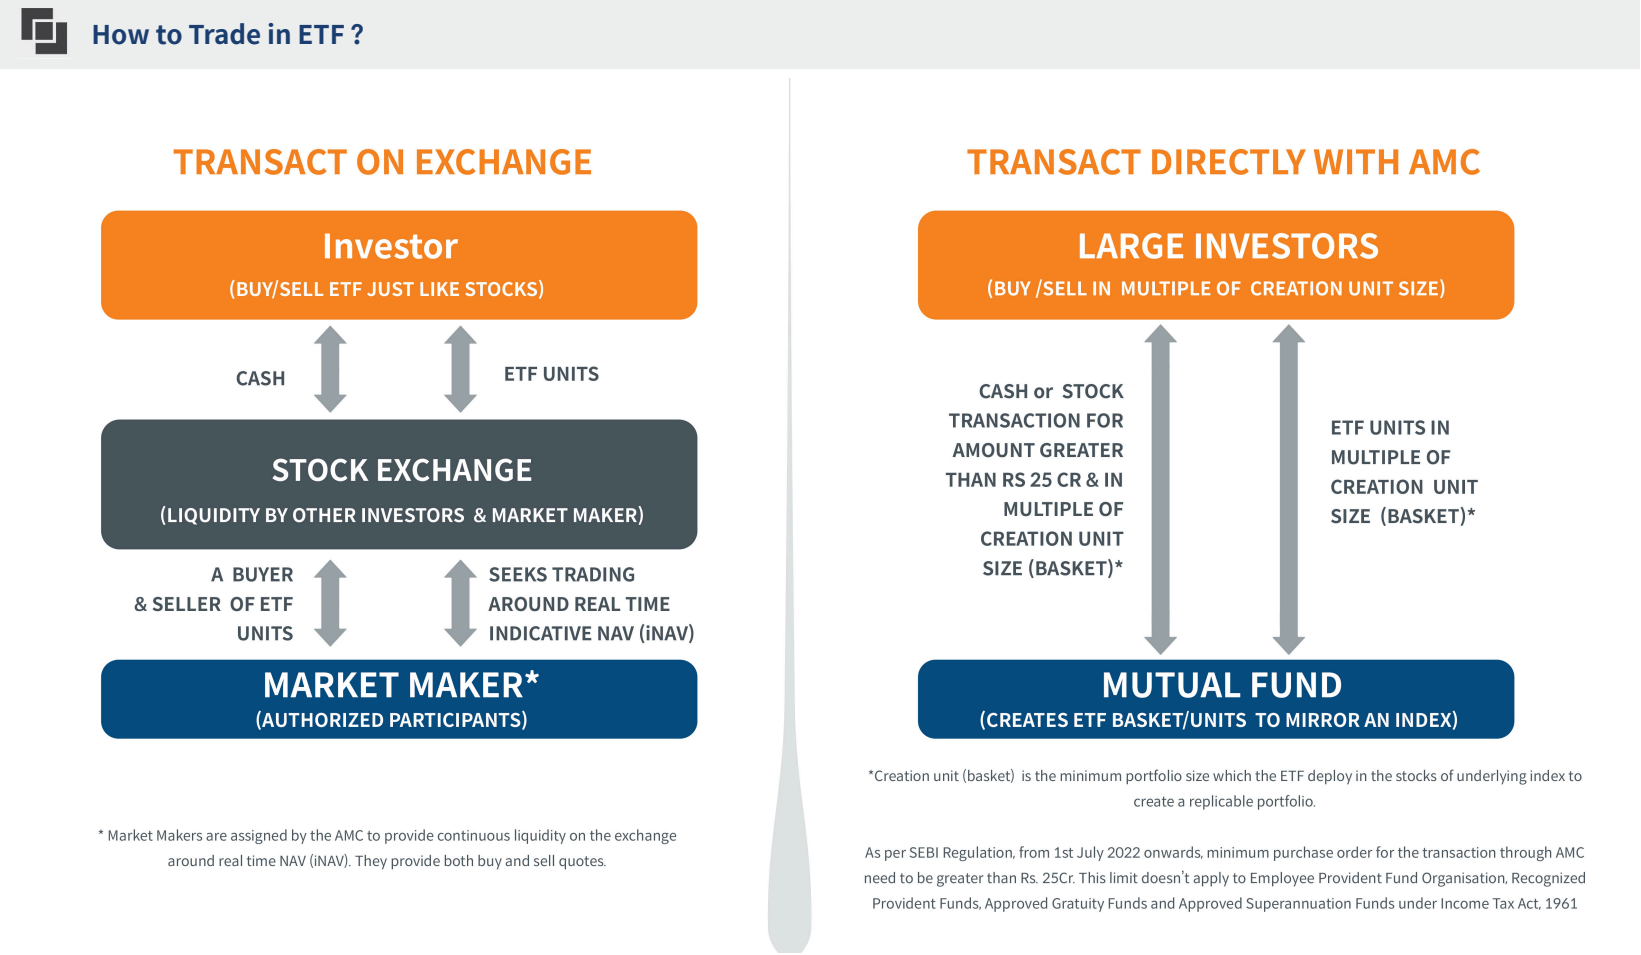 How to Trade in ETF ?
TRANSACT ON EXCHANGE
Investor
(BUY/SELL ETF JUST LIKE STOCKS)
CASH
ETF UNITS
STOCK EXCHANGE
(LIQUIDITY BY OTHER INVESTORS & MARKET MAKER)
A BUYER
& SELLER OF ETF
UNITS
SEEKS TRADING
AROUND REAL TIME
INDICATIVE NAV (iNAV)
MARKET MAKER*
(AUTHORIZED PARTICIPANTS)
* Market Makers are assigned by the AMC to provide continuous liquidity on the exchange
around real time NAV (iNAV). They provide both buy and sell quotes.
TRANSACT DIRECTLY WITH AMC
LARGE INVESTORS
(BUY /SELL IN MULTIPLE OF CREATION UNIT SIZE)
CASH or STOCK
TRANSACTION FOR
AMOUNT GREATER
THAN RS 25 CR & IN
MULTIPLE OF
CREATION UNIT
SIZE (BASKET)*
ETF UNITS IN
MULTIPLE OF
CREATION UNIT
SIZE (BASKET)*
MUTUAL FUND
(CREATES ETF BASKET/UNITS TO MIRROR AN INDEX)
*Creation unit (basket) is the minimum portfolio size which the ETF deploy in the stocks of underlying index to
create a replicable portfolio.
As per SEBI Regulation, from 1st July 2022 onwards, minimum purchase order for the transaction through AMC
need to be greater than Rs. 25Cr. This limit doesn't apply to Employee Provident Fund Organisation, Recognized
Provident Funds, Approved Gratuity Funds and Approved Superannuation Funds under Income Tax Act, 1961